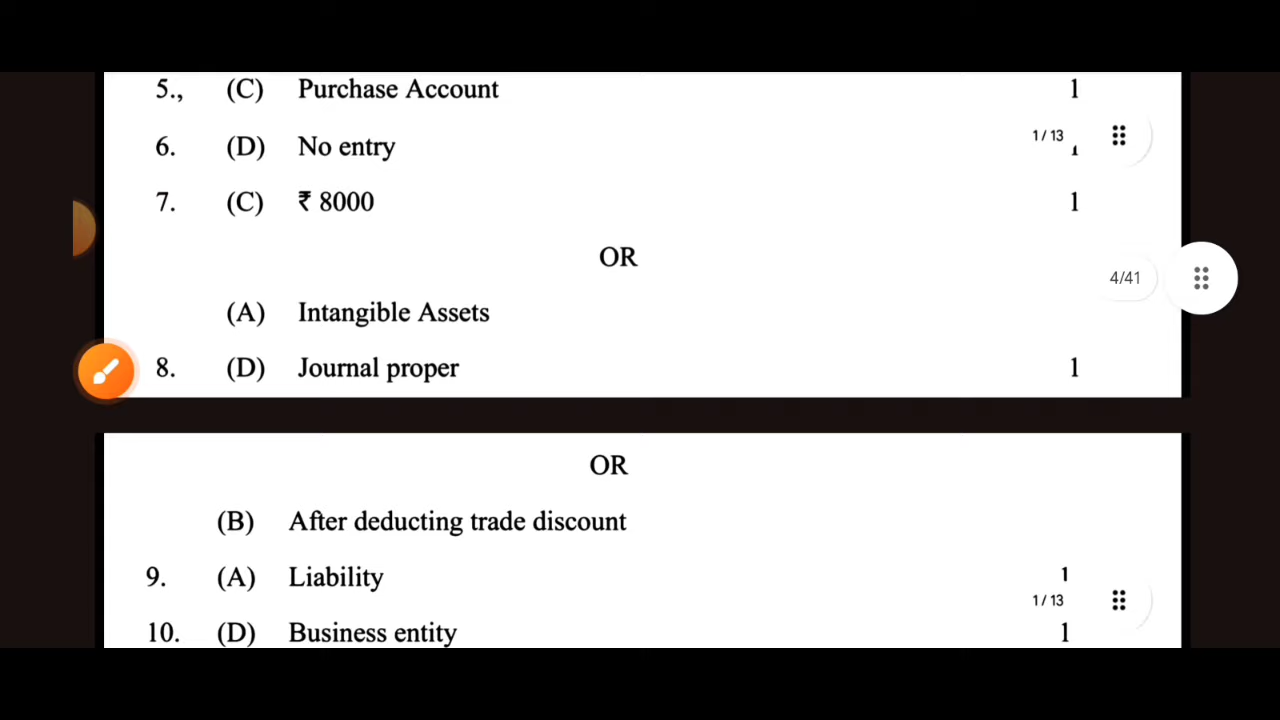 5., (C) Purchase Account 1
6. (D) No entry 1
1 / 13
7. (C) ₹ 8000 1
OR
4/41
(A) Intangible Assets
8. (D) Journal proper 1
OR
(B) After deducting trade discount
9. (A) Liability 1
1 / 13
10. (D) Business entity 1